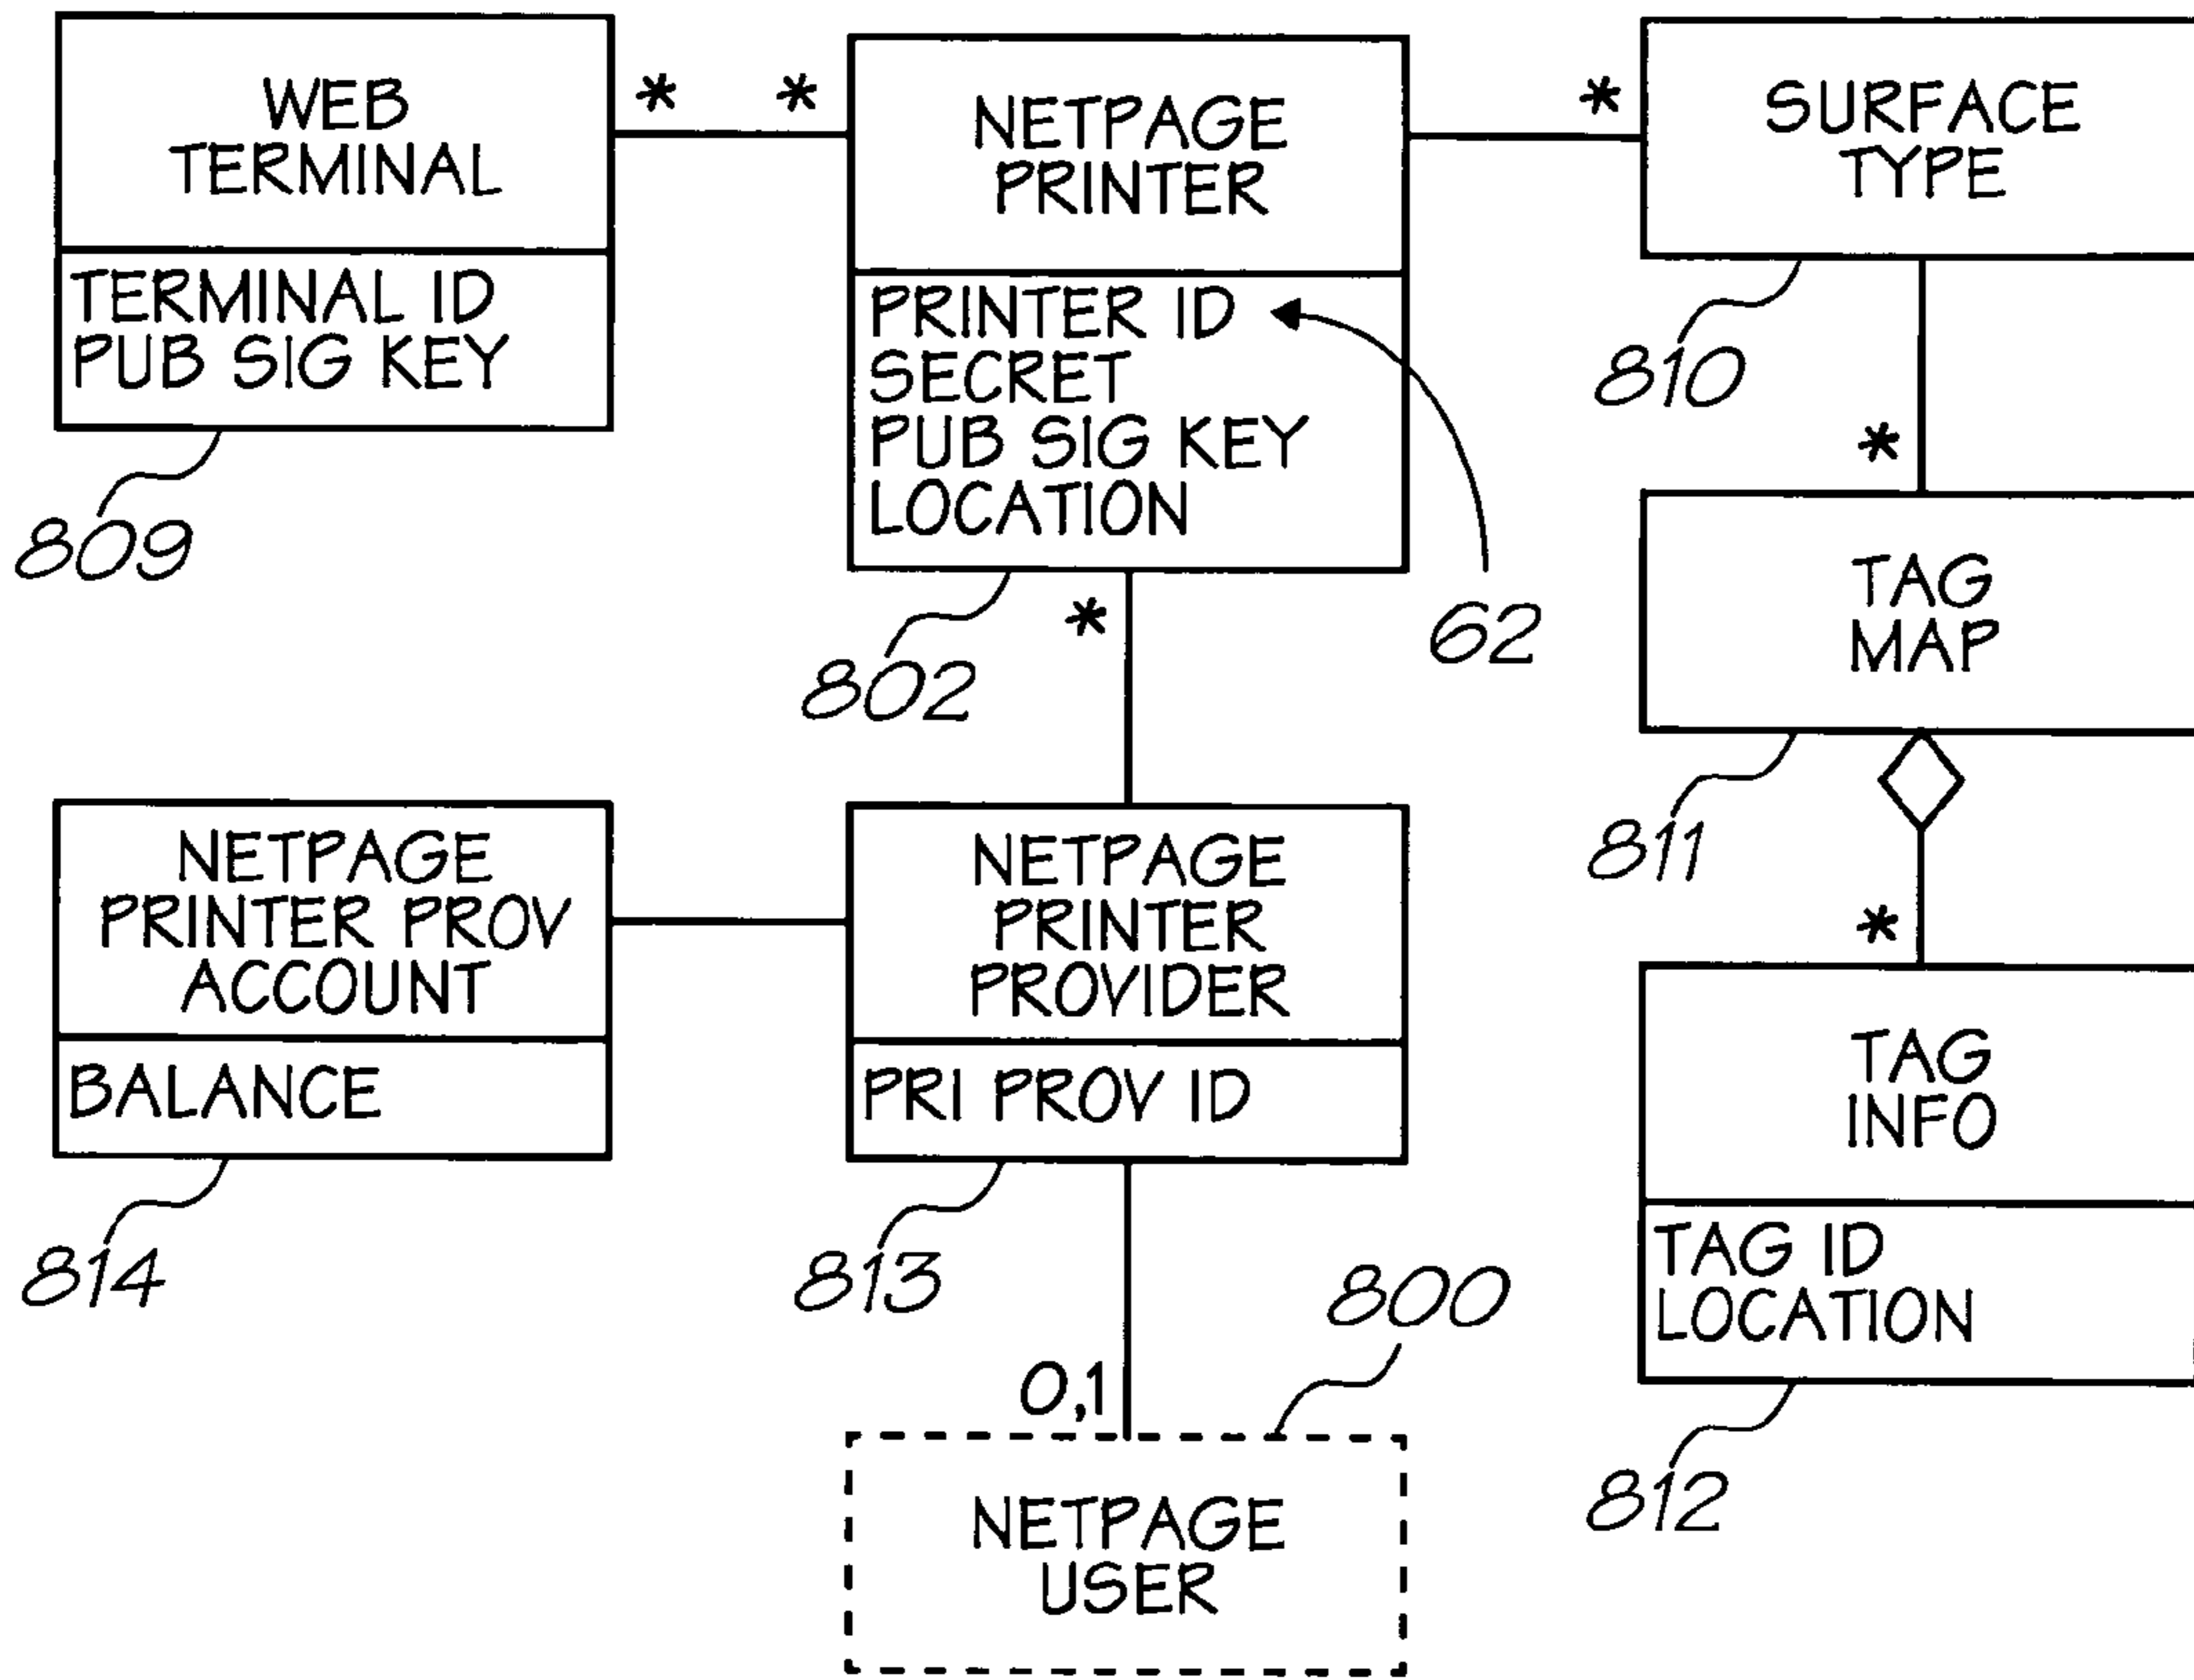 WEB
TERMINAL
TERMINAL ID
PUB SIG KEY
809
*
*
NETPAGE
PRINTER
PRINTER ID
SECRET
PUB SIG KEY
LOCATION
62
802
*
*
SURFACE
TYPE
810
*
TAG
MAP
811
*
NETPAGE
PRINTER PROV
ACCOUNT
BALANCE
814
NETPAGE
PRINTER
PROVIDER
PRI PROV ID
813
800
0,1
NETPAGE
USER
TAG
INFO
TAG ID
LOCATION
812